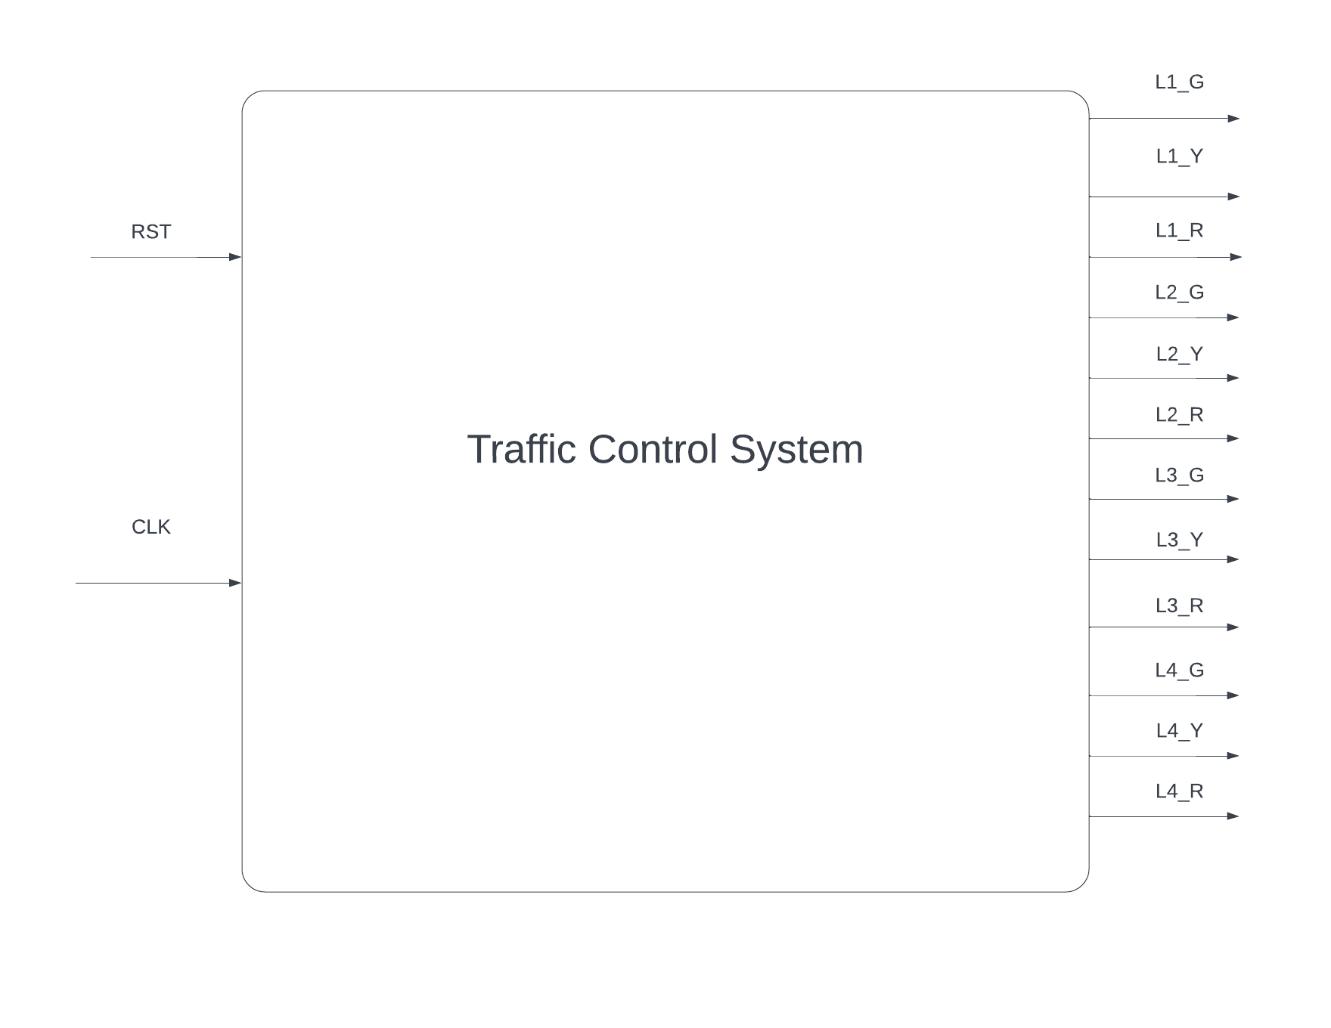 L1_G
L1_Y
RST
L1_R
L2_G
L2_Y
L2_R
Traffic Control System
L3_G
CLK
L3_Y
L3_R
L4_G
L4_Y
L4_R